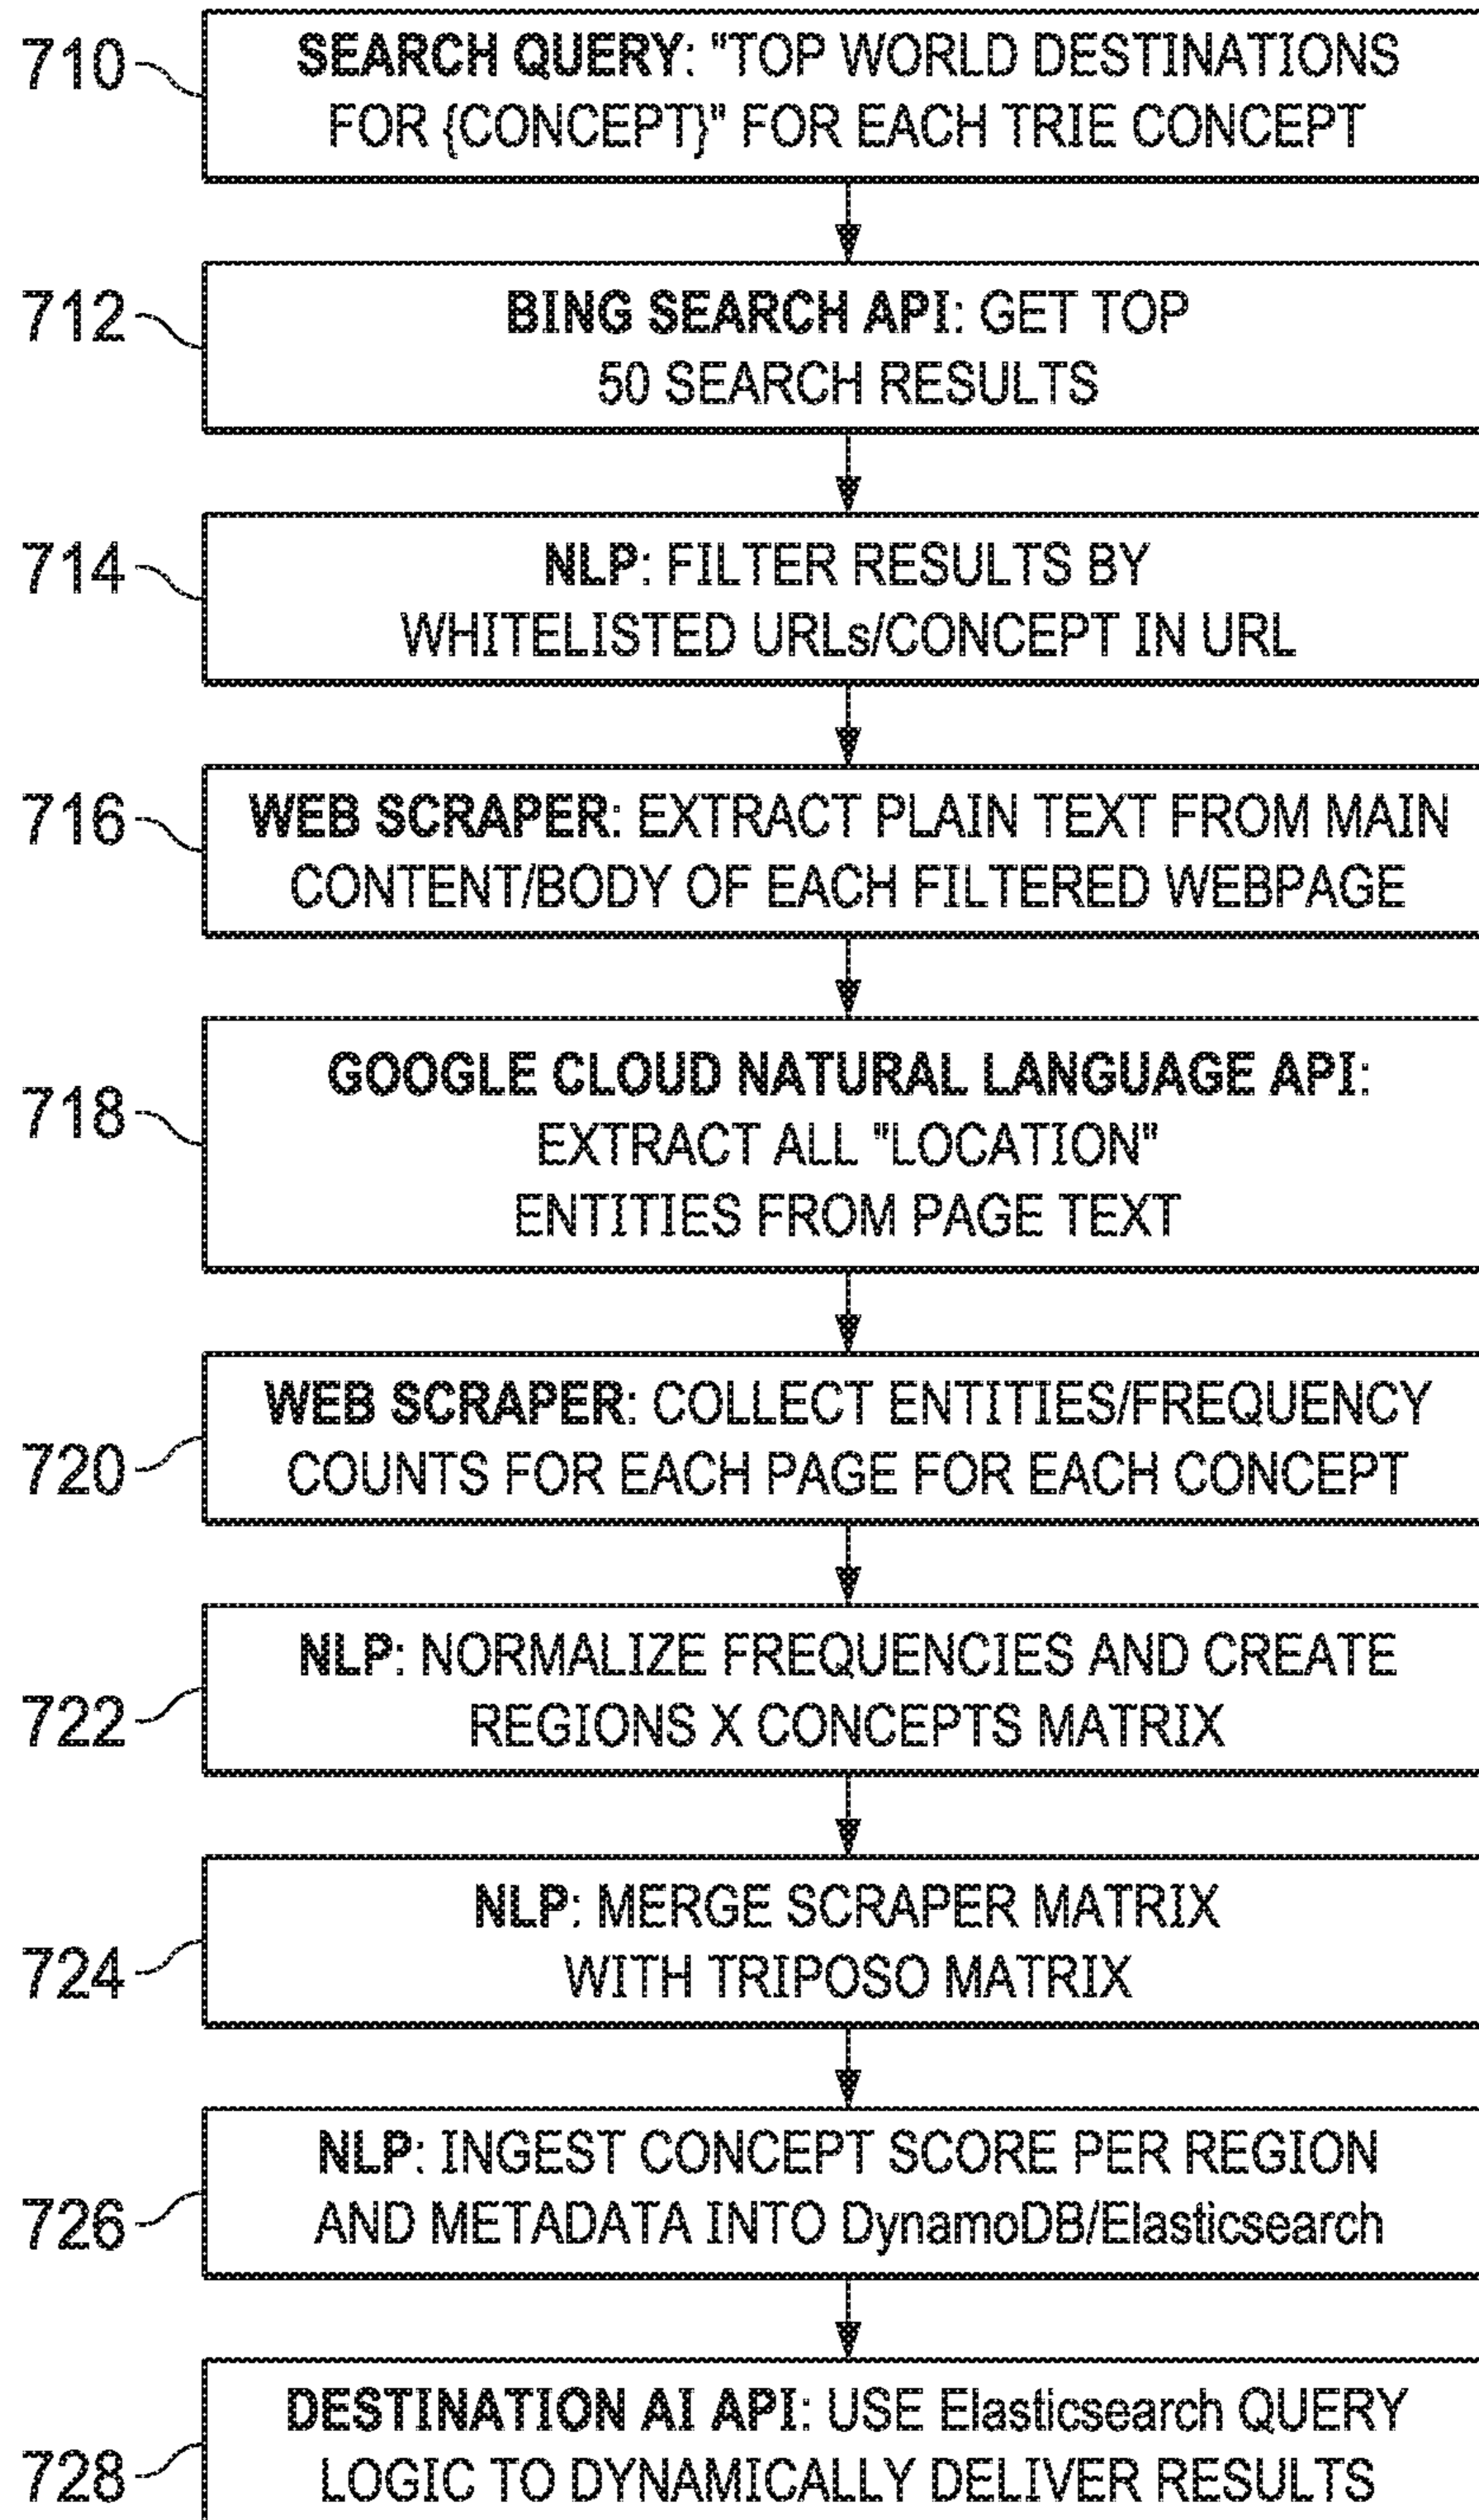 710
SEARCH QUERY: "TOP WORLD DESTINATIONS
FOR {CONCEPT}" FOR EACH TRIE CONCEPT
712
BING SEARCH API: GET TOP
50 SEARCH RESULTS
714
NLP: FILTER RESULTS BY
WHITELISTED URLs/CONCEPT IN URL
716
WEB SCRAPER: EXTRACT PLAIN TEXT FROM MAIN
CONTENT/BODY OF EACH FILTERED WEBPAGE
718
GOOGLE CLOUD NATURAL LANGUAGE API:
EXTRACT ALL "LOCATION"
ENTITIES FROM PAGE TEXT
720
WEB SCRAPER: COLLECT ENTITIES/FREQUENCY
COUNTS FOR EACH PAGE FOR EACH CONCEPT
722
NLP: NORMALIZE FREQUENCIES AND CREATE
REGIONS X CONCEPTS MATRIX
724
NLP: MERGE SCRAPER MATRIX
WITH TRIPOSO MATRIX
726
NLP: INGEST CONCEPT SCORE PER REGION
AND METADATA INTO DynamoDB/Elasticsearch
728
DESTINATION AI API: USE Elasticsearch QUERY
LOGIC TO DYNAMICALLY DELIVER RESULTS